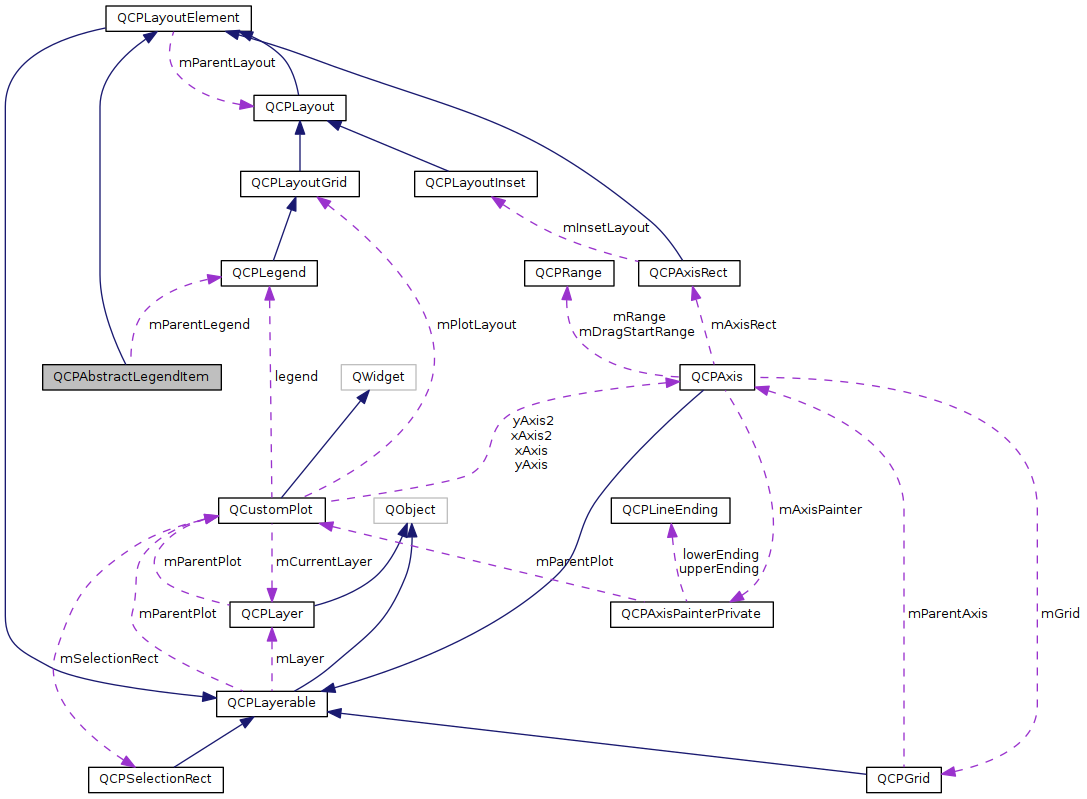 QCPLayoutElement
mParentLayout
QCPLayout
QCPLayoutGrid
QCPLayoutInset
mInsetLayout
QCPLegend
QCPRange
QCPAxisRect
mParentLegend
mPlotLayout
mRange
mDragStartRange
mAxisRect
QCPAbstractLegendItem
legend
QWidget
QCPAxis
yAxis2
xAxis2
xAxis
yAxis
QCustomPlot
QObject
QCPLineEnding
mAxisPainter
mParentPlot
mCurrentLayer
mParentPlot
lowerEnding
upperEnding
mParentPlot
QCPLayer
QCPAxisPainterPrivate
mParentAxis
mGrid
mSelectionRect
mLayer
QCPLayerable
QCPSelectionRect
QCPGrid